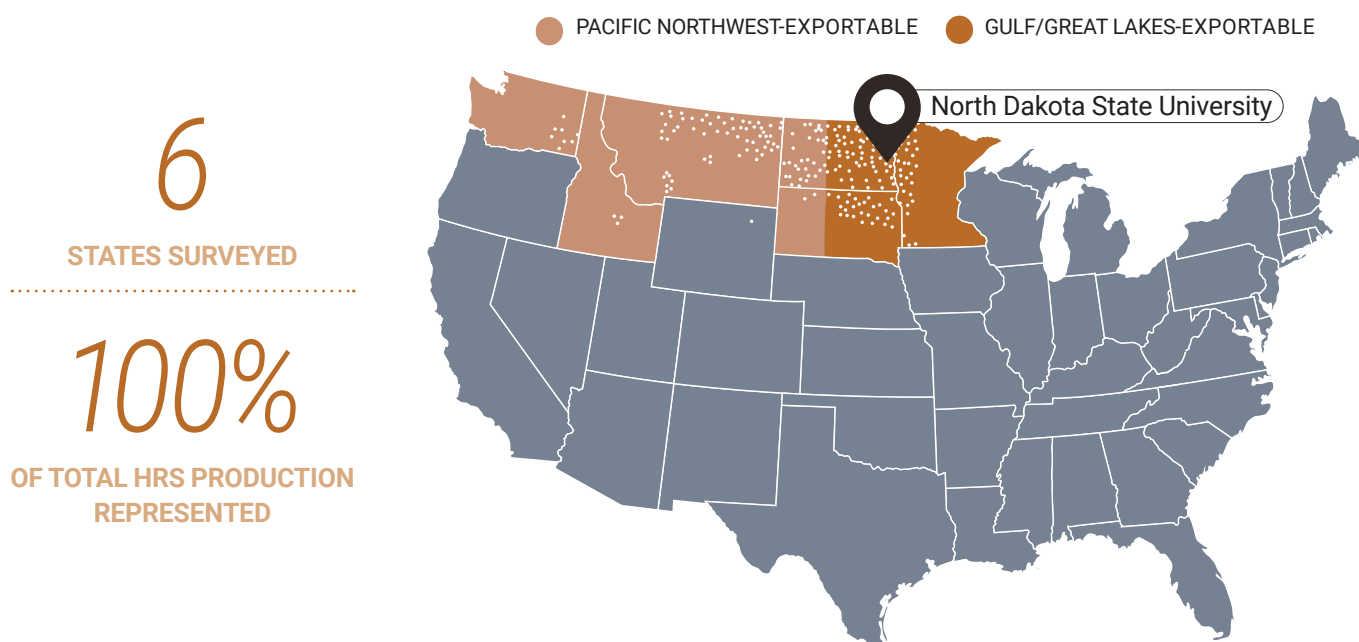 PACIFIC NORTHWEST-EXPORTABLE
GULF/GREAT LAKES-EXPORTABLE
North Dakota State University
6
STATES SURVEYED
100%
OF TOTAL HRS PRODUCTION
REPRESENTED